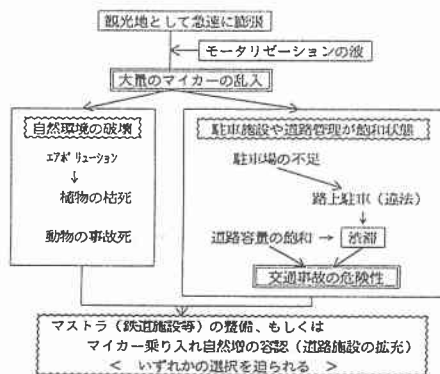 観光地として急速に膨張
モータリゼーションの波
大量のマイカーの乱入
自然環境の破壊
エアポリューション
↓
植物の枯死
動物の事故死
駐車施設や道路管理が飽和状態
駐車場の不足
路上駐車（違法）
道路容量の飽和 → 渋滞
交通事故の危険性
マストラ（鉄道施設等）の整備、もしくは
マイカー乗り入れ自然増の容認（道路施設の拡充）
＜ いずれかの選択を迫られる ＞